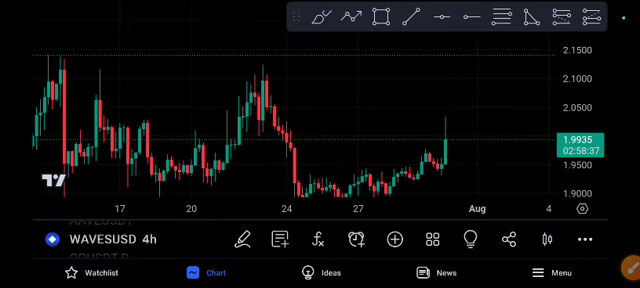 2.1500
2.1000
2.0500
1.9935
02:58:37
1.9500
1.9000
17 20 24 27 Aug 4
WAVESUSD 4h
Watchlist Chart Ideas News Menu